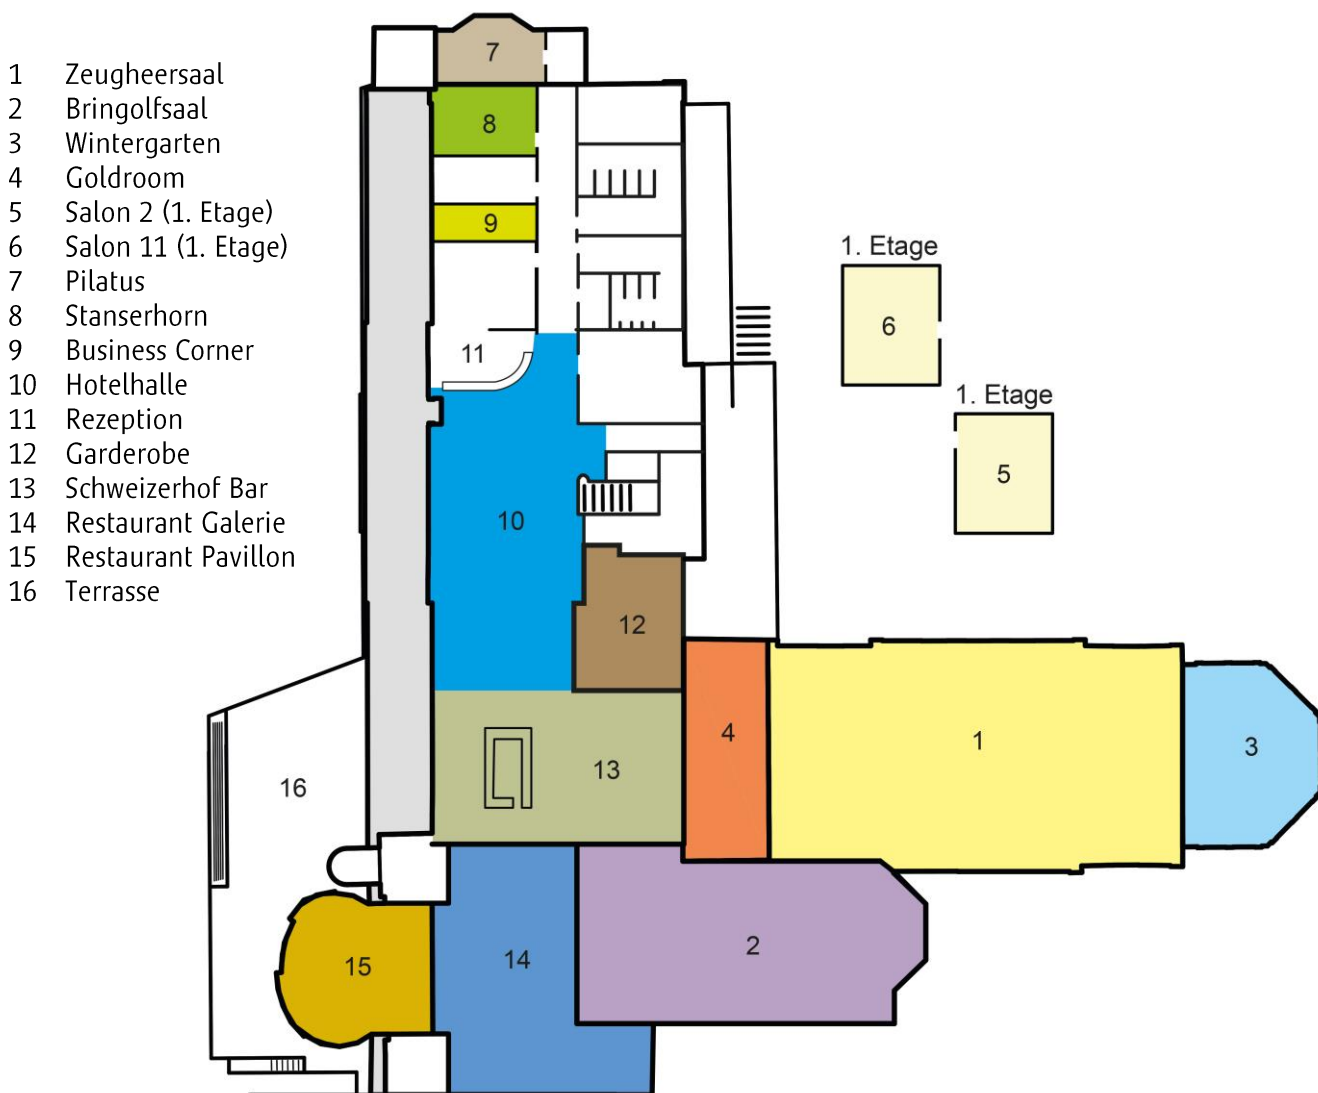 1 Zeugheersaal
2 Bringolfsaal
3 Wintergarten
4 Goldroom
5 Salon 2 (1. Etage)
6 Salon 11 (1. Etage)
7 Pilatus
8 Stanserhorn
9 Business Corner
10 Hotelhalle
11 Rezeption
12 Garderobe
13 Schweizerhof Bar
14 Restaurant Galerie
15 Restaurant Pavillon
16 Terrasse
7
8
9
1. Etage
6
11
1. Etage
5
10
12
4
1
3
13
16
2
14
15